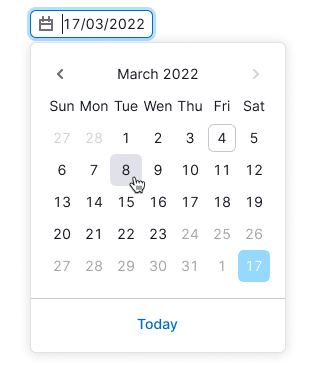 17/03/2022
March 2022
Sun Mon Tue Wen Thu Fri Sat
27 28 1 2 3 4 5
6 7 8 9 10 11 12
13 14 15 16 17 18 19
20 21 22 23 24 25 26
27 28 29 30 31 1 17
Today